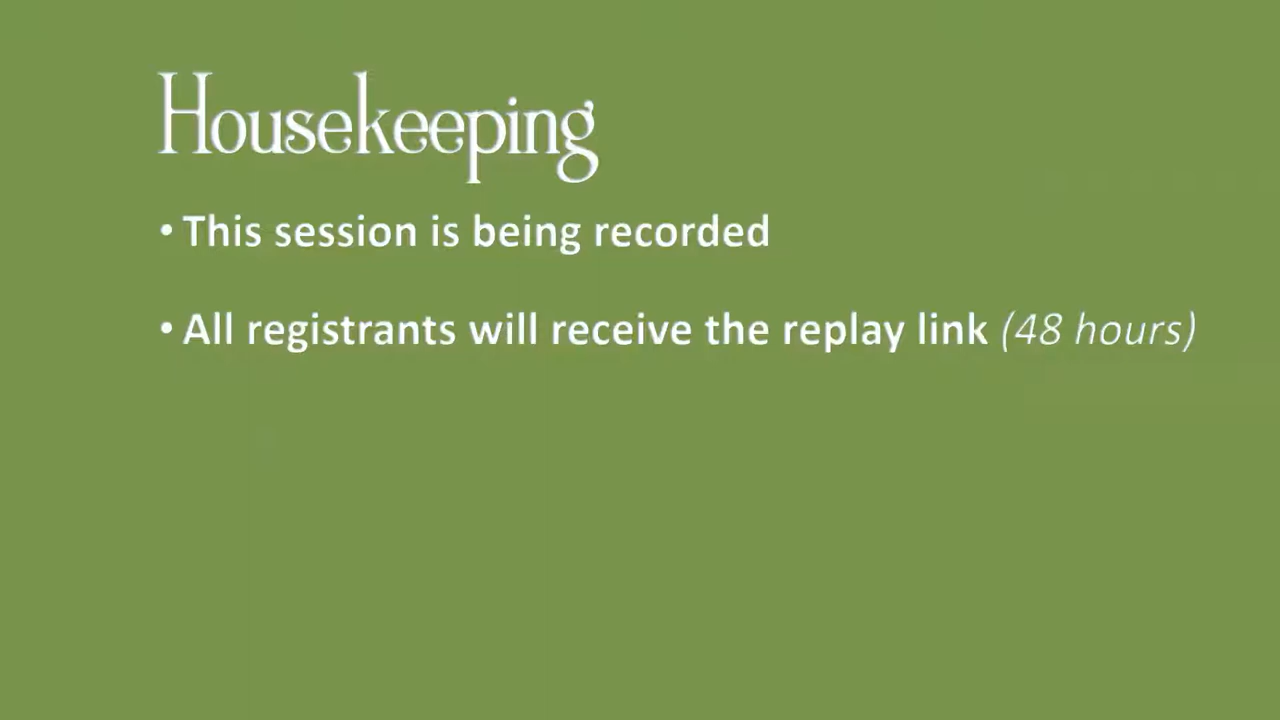 Housekeeping
• This session is being recorded
• All registrants will receive the replay link (48 hours)